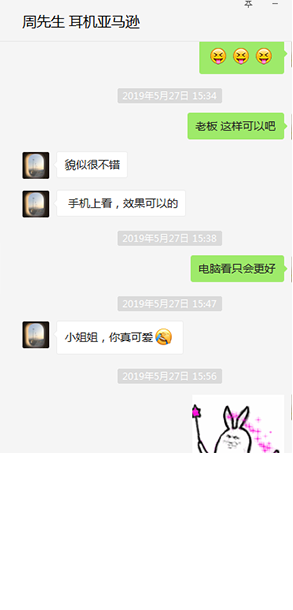 周先生 耳机亚马逊
2019年5月27日 15:34
老板 这样可以吧
貌似很不错
手机上看，效果可以的
2019年5月27日 15:38
电脑看只会更好
2019年5月27日 15:47
小姐姐，你真可爱
2019年5月27日 15:56